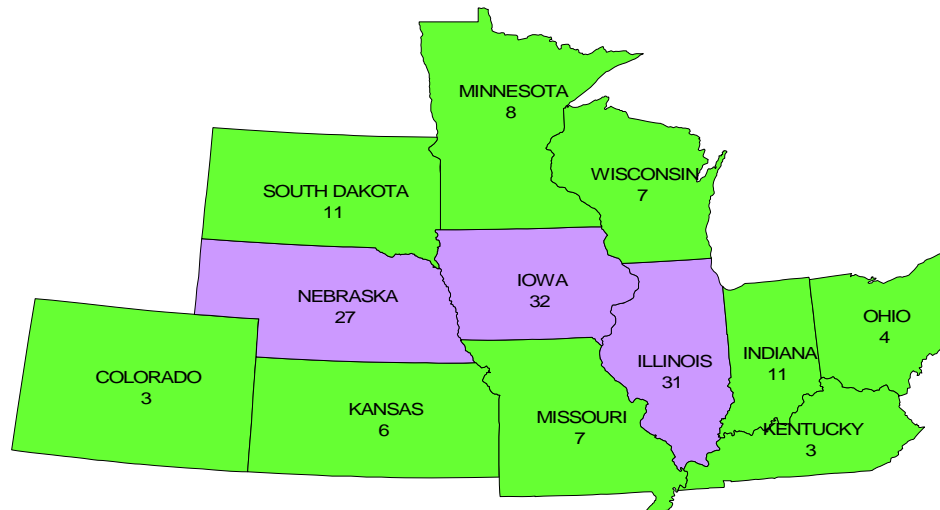 MINNESOTA
8
WISCONSIN
7
SOUTH DAKOTA
11
IOWA
32
NEBRASKA
27
OHIO
4
INDIANA
11
ILLINOIS
31
COLORADO
3
KANSAS
6
MISSOURI
7
KENTUCKY
3